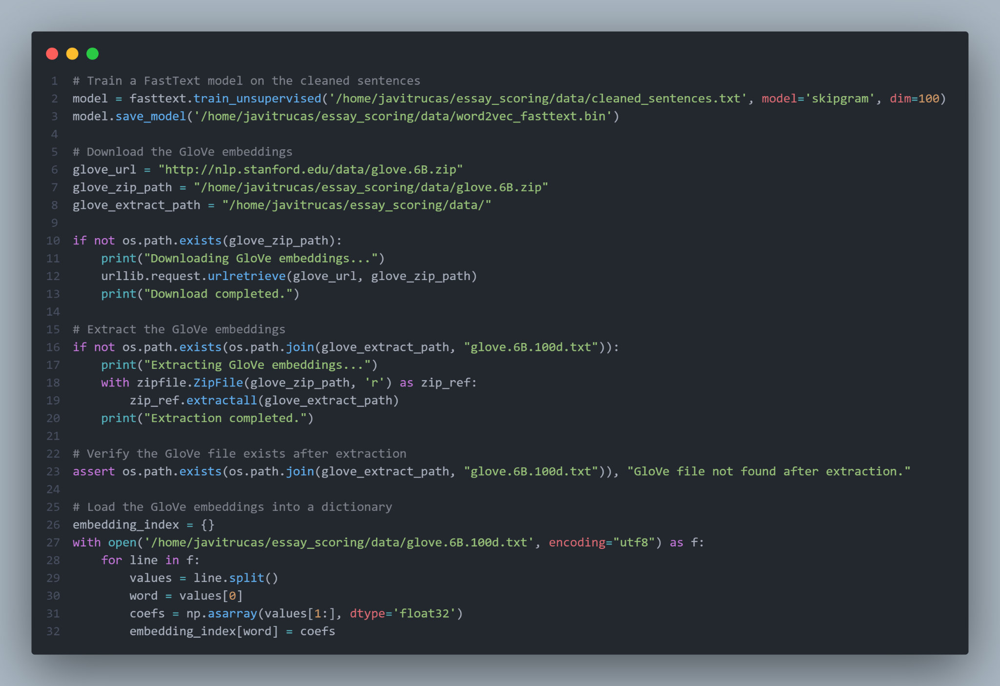 1 # Train a FastText model on the cleaned sentences
2 model = fasttext.train_unsupervised('/home/javitrucas/essay_scoring/data/cleaned_sentences.txt', model='skipgram', dim=100)
3 model.save_model('/home/javitrucas/essay_scoring/data/word2vec_fasttext.bin')
4
5 # Download the GloVe embeddings
6 glove_url = "http://nlp.stanford.edu/data/glove.6B.zip"
7 glove_zip_path = "/home/javitrucas/essay_scoring/data/glove.6B.zip"
8 glove_extract_path = "/home/javitrucas/essay_scoring/data/"
9
10 if not os.path.exists(glove_zip_path):
11     print("Downloading GloVe embeddings...")
12     urllib.request.urlretrieve(glove_url, glove_zip_path)
13     print("Download completed.")
14
15 # Extract the GloVe embeddings
16 if not os.path.exists(os.path.join(glove_extract_path, "glove.6B.100d.txt")):
17     print("Extracting GloVe embeddings...")
18     with zipfile.ZipFile(glove_zip_path, 'r') as zip_ref:
19         zip_ref.extractall(glove_extract_path)
20     print("Extraction completed.")
21
22 # Verify the GloVe file exists after extraction
23 assert os.path.exists(os.path.join(glove_extract_path, "glove.6B.100d.txt")), "GloVe file not found after extraction."
24
25 # Load the GloVe embeddings into a dictionary
26 embedding_index = {}
27 with open('/home/javitrucas/essay_scoring/data/glove.6B.100d.txt', encoding="utf8") as f:
28     for line in f:
29         values = line.split()
30         word = values[0]
31         coefs = np.asarray(values[1:], dtype='float32')
32         embedding_index[word] = coefs